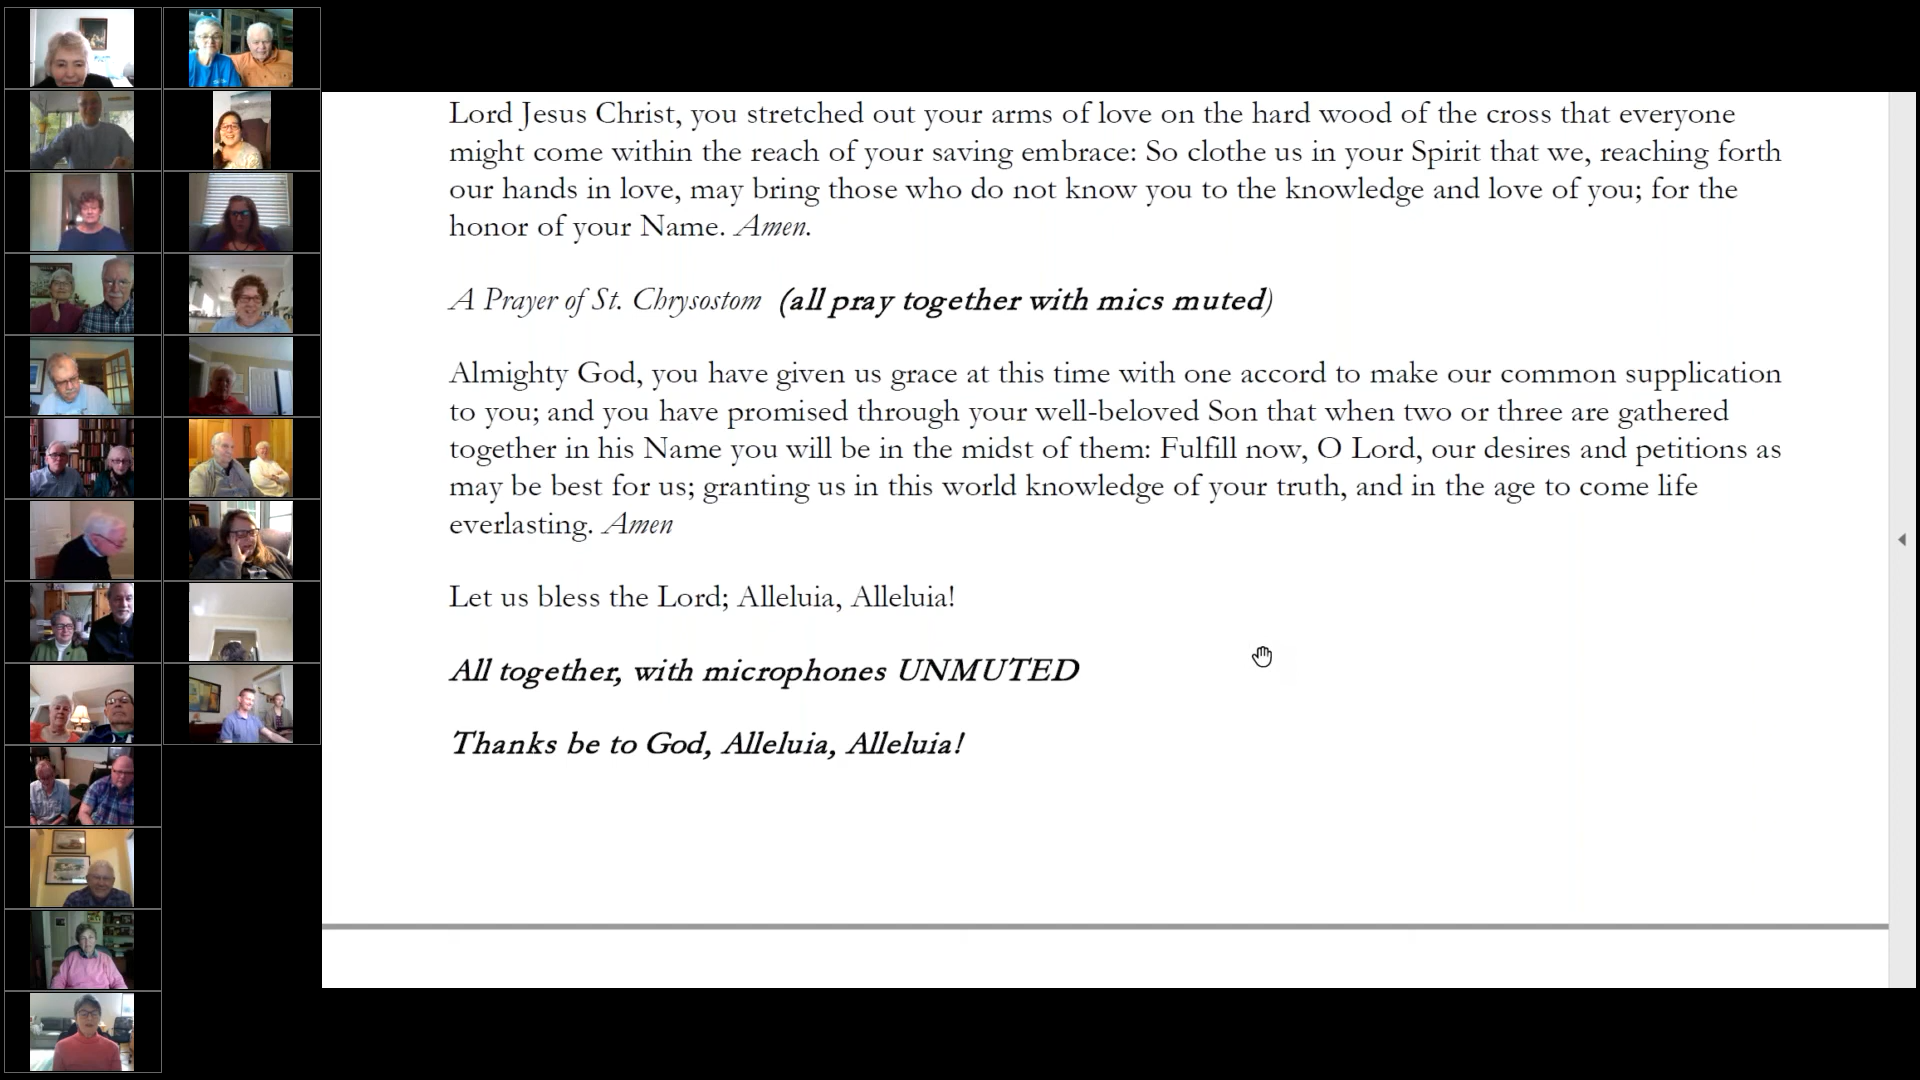 Lord Jesus Christ, you stretched out your arms of love on the hard wood of the cross that everyone
might come within the reach of your saving embrace: So clothe us in your Spirit that we, reaching forth
our hands in love, may bring those who do not know you to the knowledge and love of you; for the
honor of your Name. Amen.
A Prayer of St. Chrysostom (all pray together with mics muted)
Almighty God, you have given us grace at this time with one accord to make our common supplication
to you; and you have promised through your well-beloved Son that when two or three are gathered
together in his Name you will be in the midst of them: Fulfill now, O Lord, our desires and petitions as
may be best for us; granting us in this world knowledge of your truth, and in the age to come life
everlasting. Amen
Let us bless the Lord; Alleluia, Alleluia!
All together, with microphones UNMUTED
Thanks be to God, Alleluia, Alleluia!